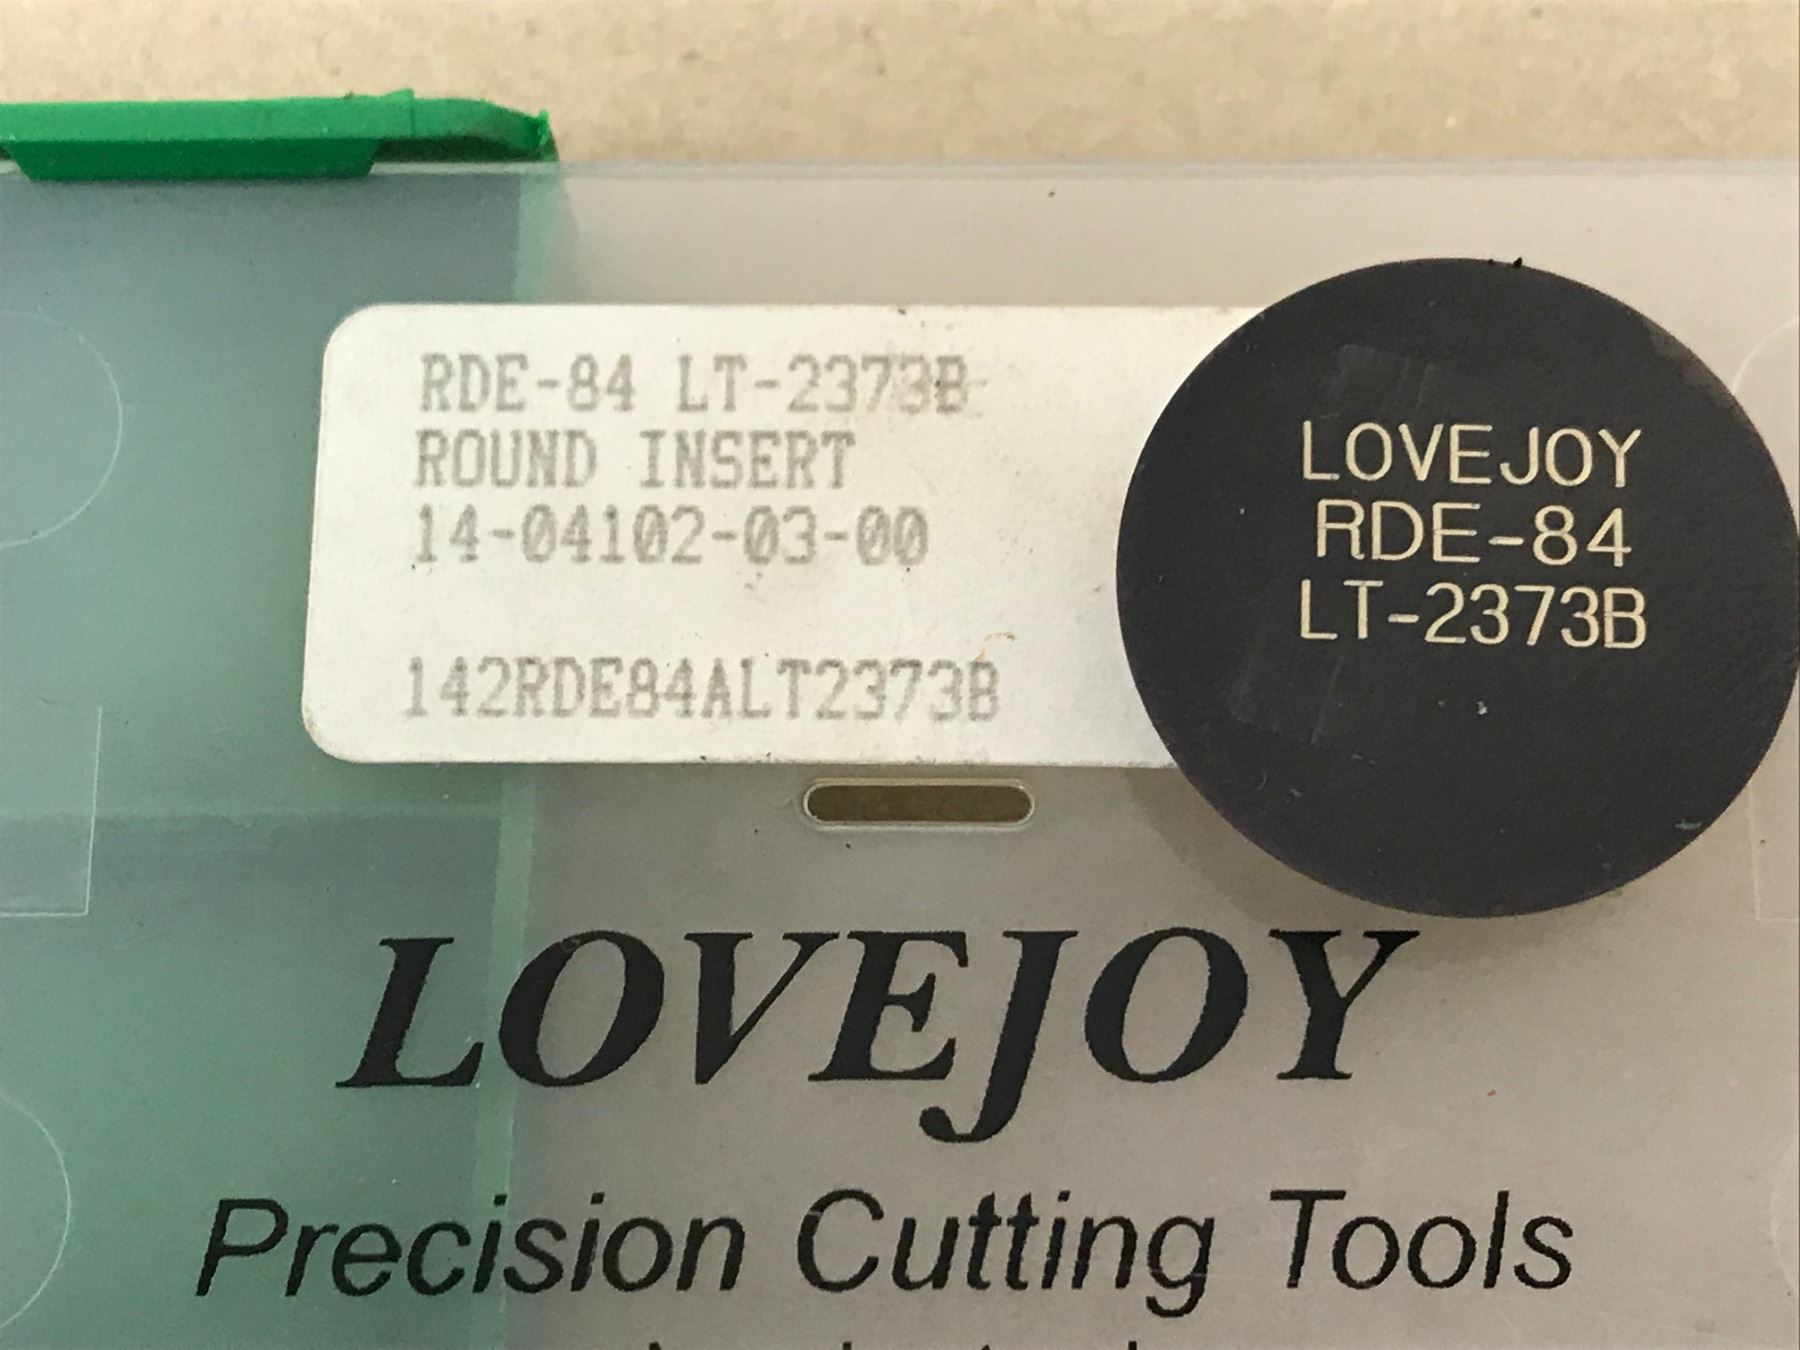 RDE-84 LT-2373B
ROUND INSERT
14-04102-03-00
142RDE84ALT2373B
LOVEJOY
RDE-84
LT-2373B
LOVEJOY
Precision Cutting Tools